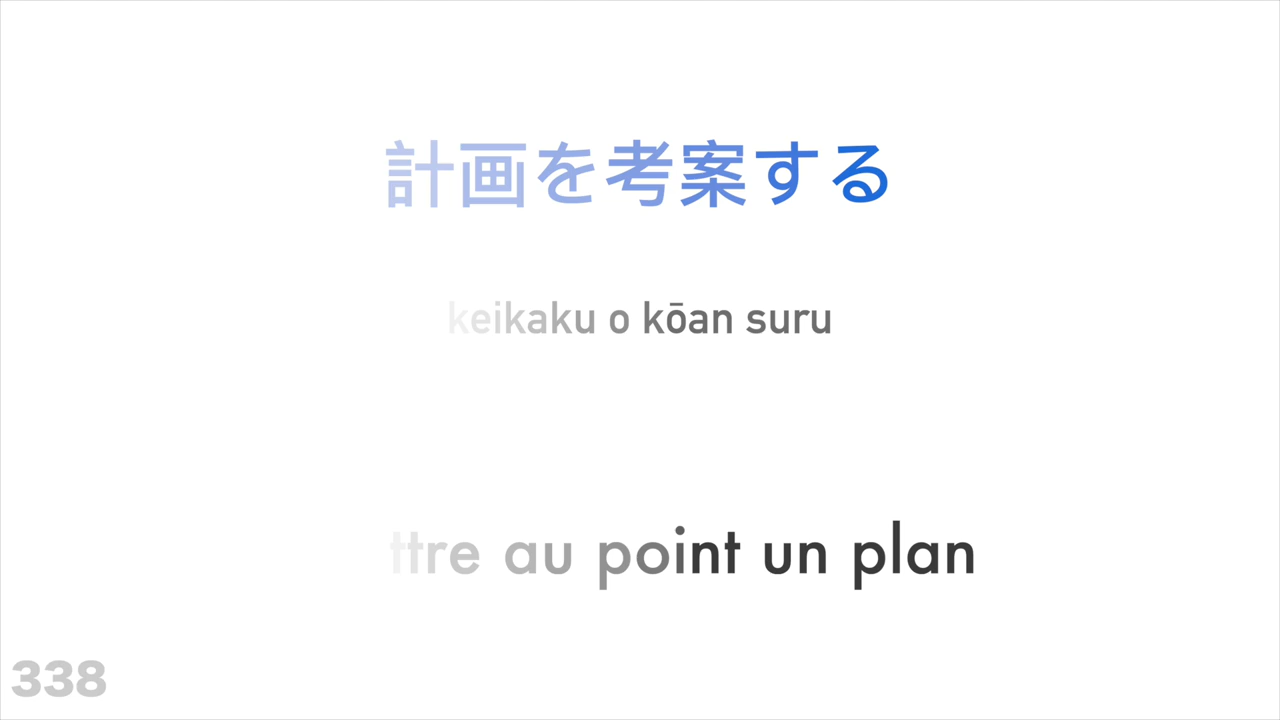 計画を考案する
keikaku o kōan suru
ttre au point un plan
338